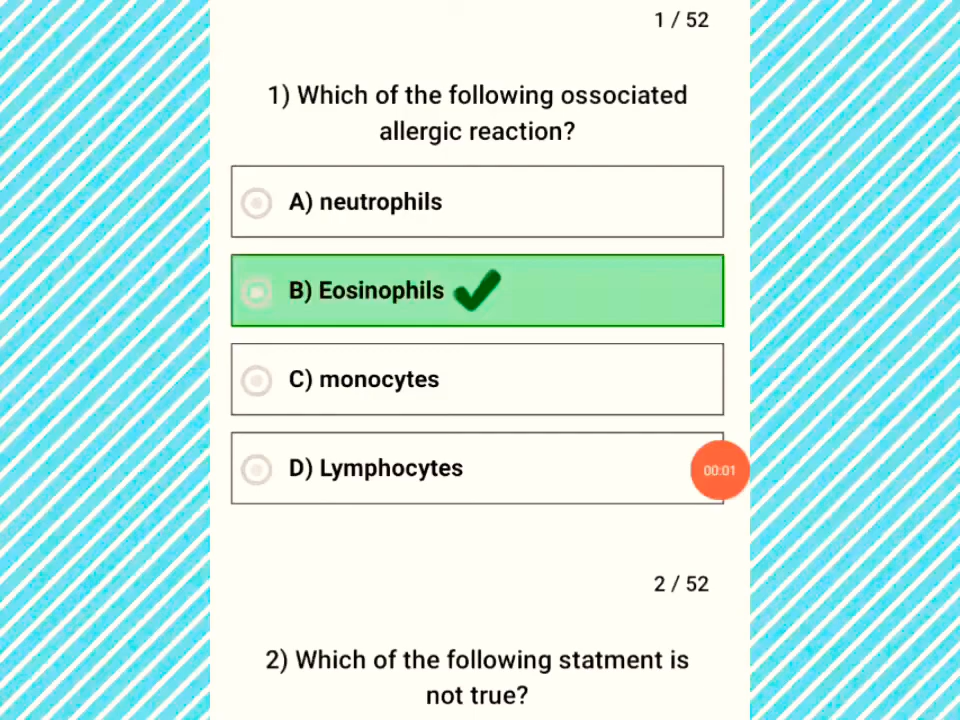 1 / 52
1) Which of the following ossociated
allergic reaction?
A) neutrophils
B) Eosinophils
C) monocytes
D) Lymphocytes
00:01
2 / 52
2) Which of the following statment is
not true?